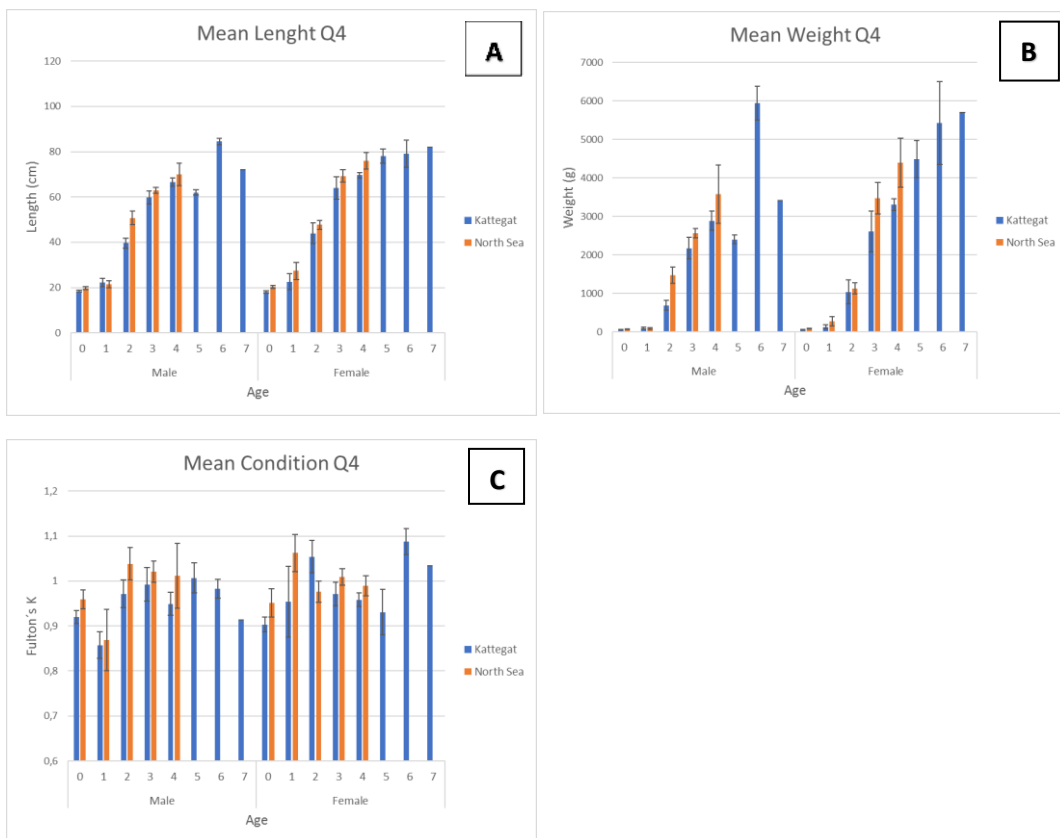 Mean Lenght Q4
A
120
100
80
60
40
20
0
Length (cm)
0 1 2 3 4 5 6 7 0 1 2 3 4 5 6 7
Male Female
Age
Kattegat
North Sea
Mean Weight Q4
B
7000
6000
5000
4000
3000
2000
1000
0
Weight (g)
0 1 2 3 4 5 6 7 0 1 2 3 4 5 6 7
Male Female
Age
Kattegat
North Sea
Mean Condition Q4
C
1,2
1,1
1
0,9
0,8
0,7
0,6
Fulton´s K
0 1 2 3 4 5 6 7 0 1 2 3 4 5 6 7
Male Female
Age
Kattegat
North Sea